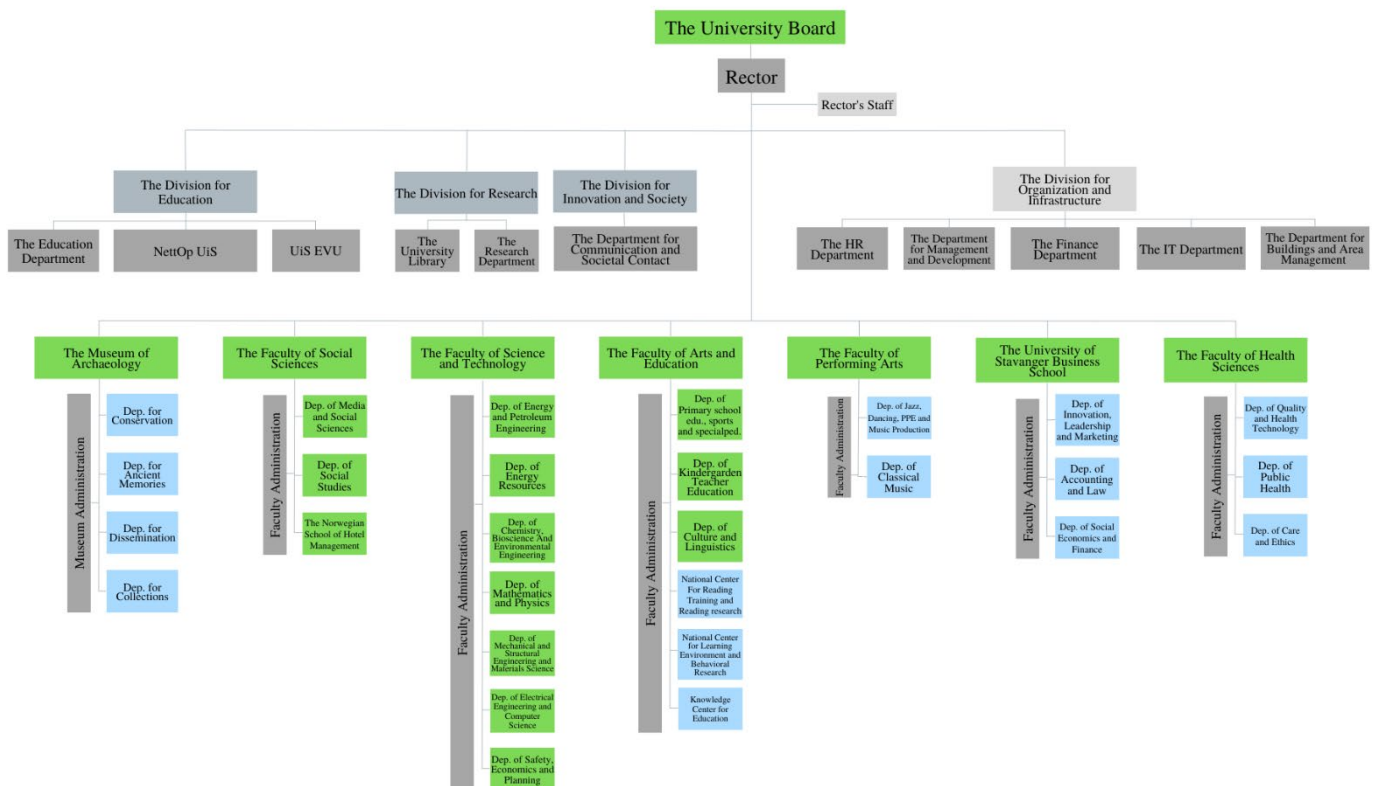 The University Board
Rector
Rector's Staff
The Division for
Education
The Division for Research
The Division for
Innovation and Society
The Division for
Organization and
Infrastructure
The Education
Department
NettOp UiS
UiS EVU
The
University
Library
The
Research
Department
The Department for
Communication and
Societal Contact
The HR
Department
The Department
for Management
and Development
The Finance
Department
The IT Department
The Department for
Buildings and Area
Management
The Museum of
Archaeology
Museum Administration
Dep. for
Conservation
Dep. for
Ancient
Memories
Dep. for
Dissemination
Dep. for
Collections
The Faculty of Social
Sciences
Faculty Administration
Dep. of Media
and Social
Sciences
Dep. of
Social
Studies
The Norwegian
School of Hotel
Management
The Faculty of Science
and Technology
Faculty Administration
Dep. of Energy
and Petroleum
Engineering
Dep. of
Energy
Resources
Dep. of
Chemistry,
Bioscience And
Environmental
Engineering
Dep. of
Mathematics
and Physics
Dep. of
Mechanical and
Structural
Engineering and
Materials Science
Dep. of Electrical
Engineering and
Computer
Science
Dep. of Safety,
Economics and
Planning
The Faculty of Arts and
Education
Faculty Administration
Dep. of
Primary school
edu., sports
and specialped.
Dep. of
Kindergarden
Teacher
Education
Dep. of
Culture and
Linguistics
National Center
For Reading
Training and
Reading research
National Center
for Learning
Environment and
Behavioral
Research
Knowledge
Center for
Education
The Faculty of
Performing Arts
Faculty Administration
Dep. of Jazz,
Dancing, PPE and
Music Production
Dep. of
Classical
Music
The University of
Stavanger Business
School
Faculty Administration
Dep. of
Innovation,
Leadership
and Marketing
Dep. of
Accounting
and Law
Dep. of Social
Economics and
Finance
The Faculty of Health
Sciences
Faculty Administration
Dep. of Quality
and Health
Technology
Dep. of
Public
Health
Dep. of Care
and Ethics